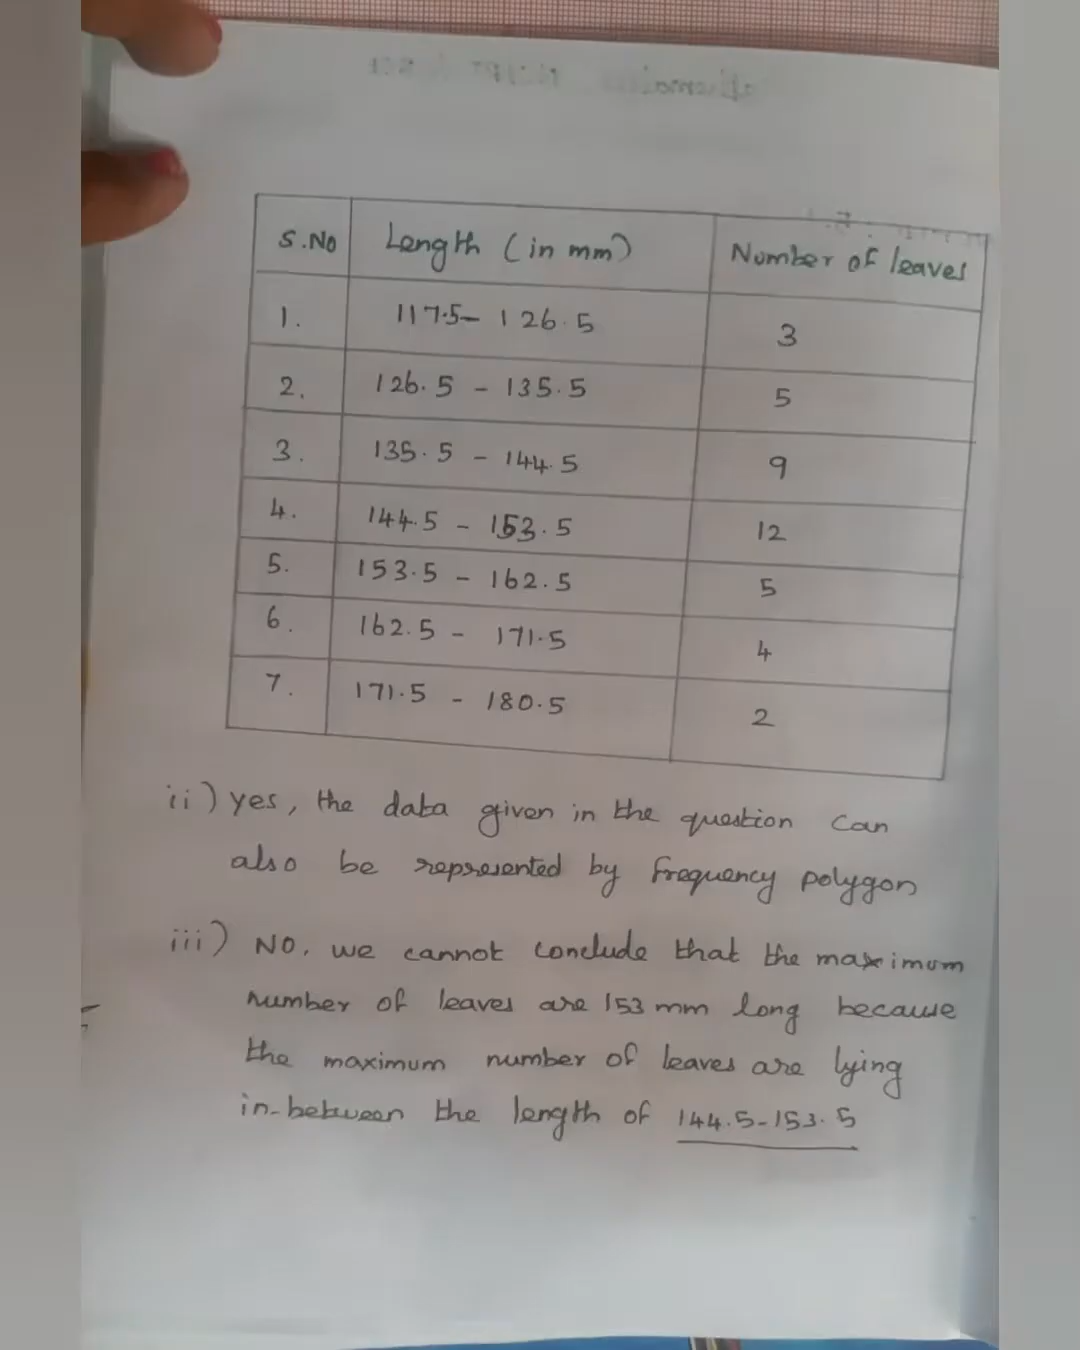 S.No Length (in mm) Number of leaves
1. 117.5- 126.5 3
2. 126.5 - 135.5 5
3. 135.5 - 144.5 9
4. 144.5 - 153.5 12
5. 153.5 - 162.5 5
6. 162.5 - 171.5 4
7. 171.5 - 180.5 2
ii) yes, the data given in the question can
also be represented by frequency polygon
iii) NO, we cannot conclude that the maximum
number of leaves are 153 mm long because
the maximum number of leaves are lying
in-between the length of 144.5-153.5